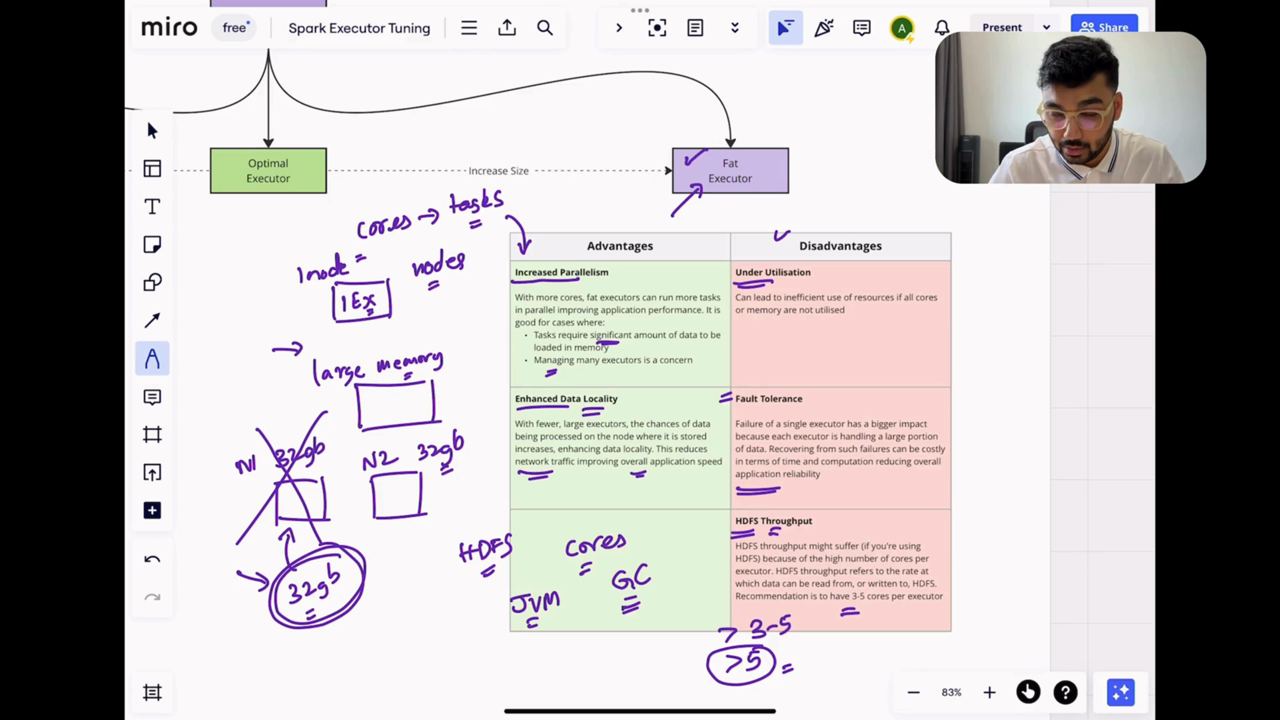 miro
free
Spark Executor Tuning
Present
A
Share
Optimal
Executor
Increase Size
Fat
Executor
cores → tasks
1 node =
nodes
1 Ex
→ large memory
N1 32gb
N2 32gb
32gb
Advantages
Disadvantages
Increased Parallelism
With more cores, fat executors can run more tasks
in parallel improving application performance. It is
good for cases where:
• Tasks require significant amount of data to be
loaded in memory
• Managing many executors is a concern
Under Utilisation
Can lead to inefficient use of resources if all cores
or memory are not utilised
Enhanced Data Locality
With fewer, large executors, the chances of data
being processed on the node where it is stored
increases, enhancing data locality. This reduces
network traffic improving overall application speed
Fault Tolerance
Failure of a single executor has a bigger impact
because each executor is handling a large portion
of data. Recovering from such failures can be costly
in terms of time and computation reducing overall
application reliability
HDFS
cores
JVM
GC
HDFS Throughput
HDFS throughput might suffer (if you're using
HDFS) because of the high number of cores per
executor. HDFS throughput refers to the rate at
which data can be read from, or written to, HDFS.
Recommendation is to have 3-5 cores per executor
> 3-5
>5
83%